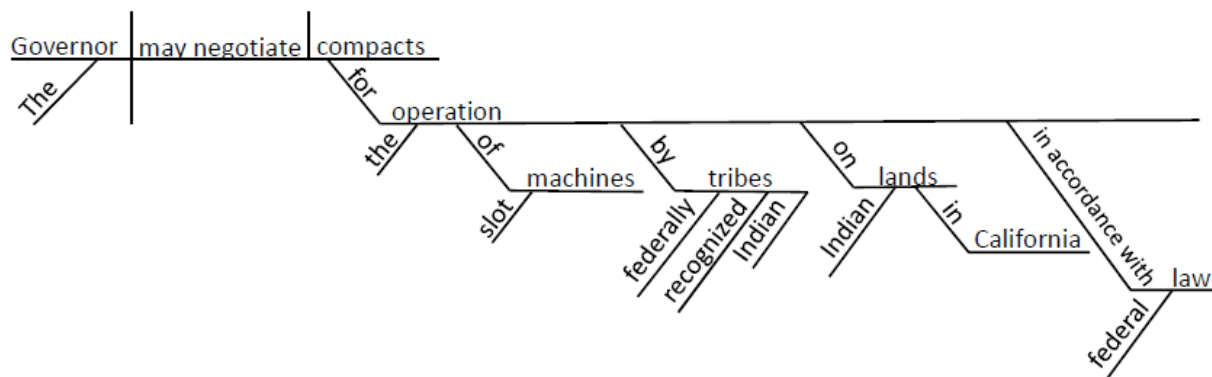 Governor may negotiate compacts
The for
operation
the of by on in accordance with
machines tribes lands
slot federally recognized Indian Indian in
California
law
federal